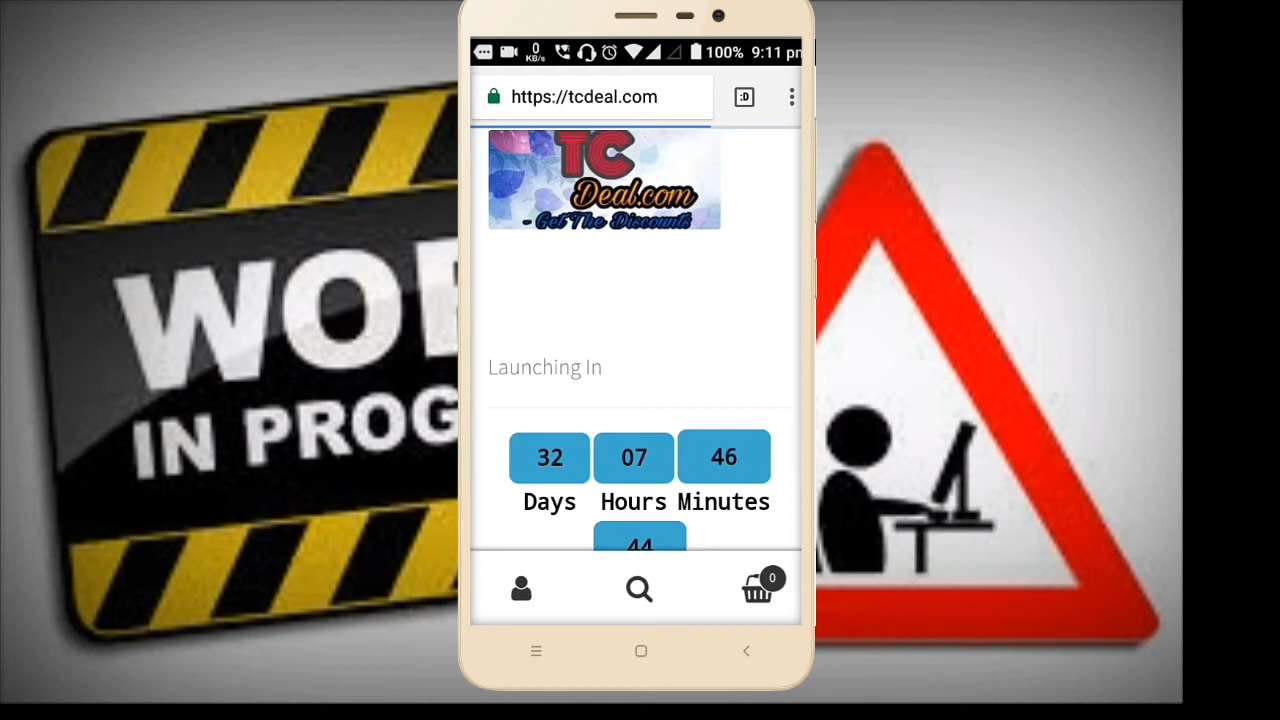 WOR
IN PROG
0
KB/s
100%
9:11 pm
https://tcdeal.com
:D
TC
Deal.com
- Get The Discounts
Launching In
32 07 46
Days Hours Minutes
44
0